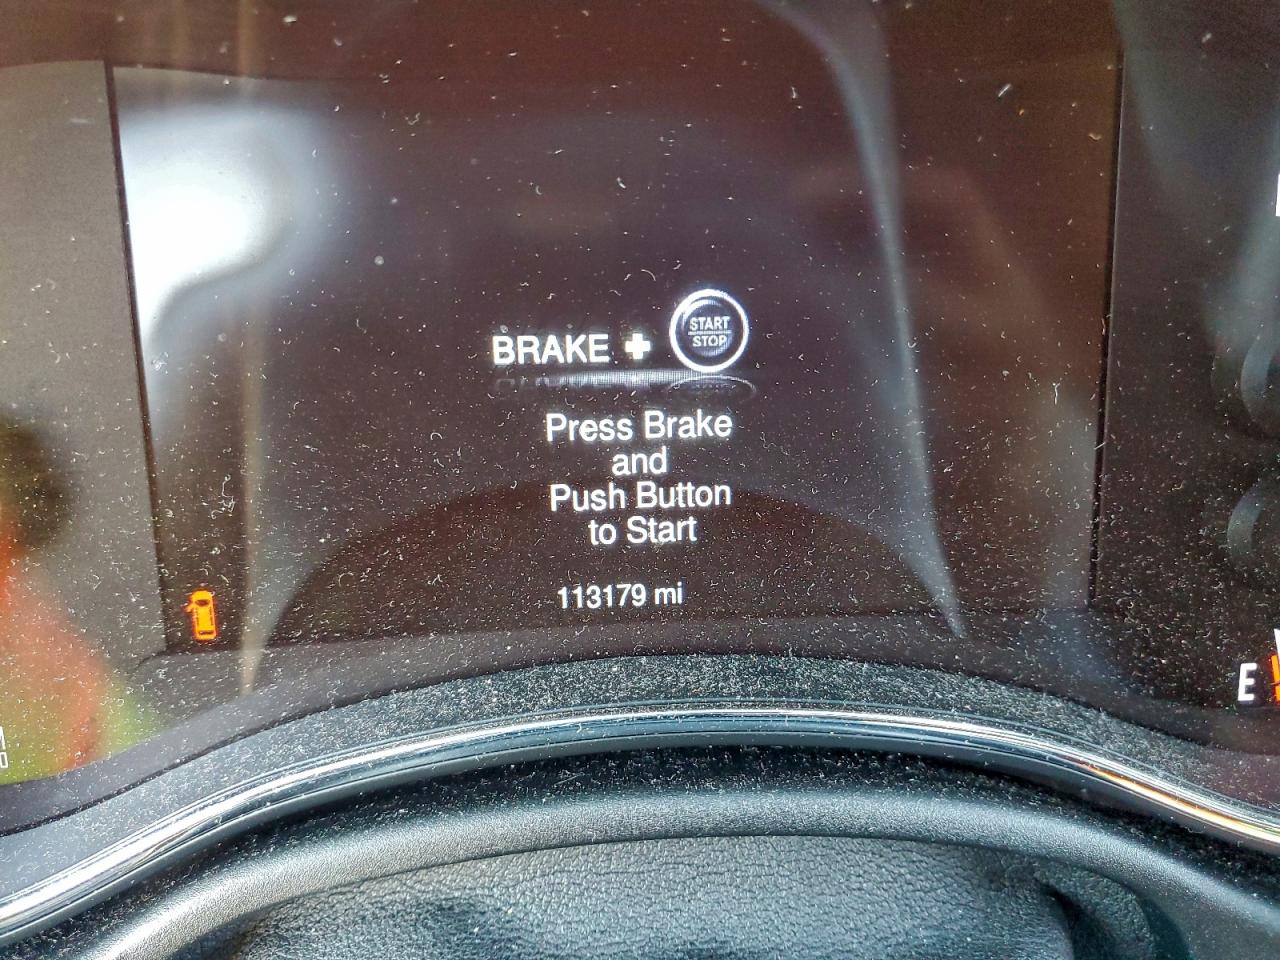 BRAKE + START
STOP
Press Brake
and
Push Button
to Start
113179 mi
E